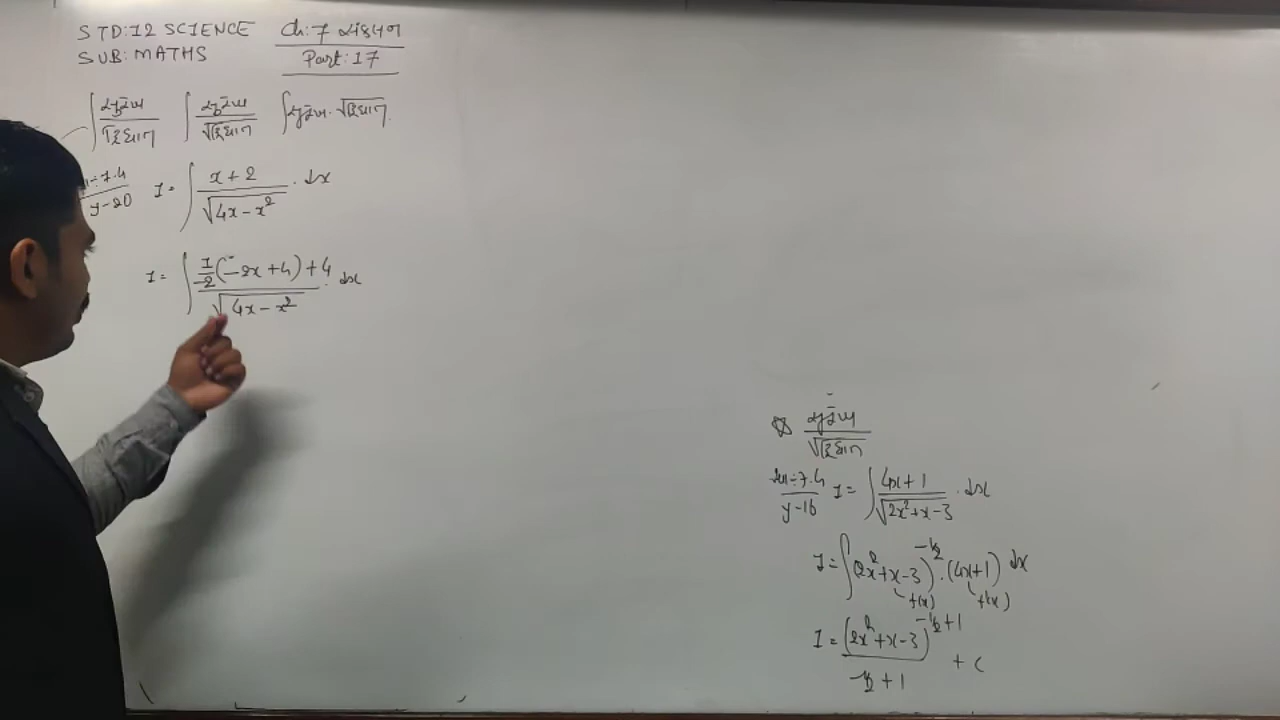 STD:12 SCIENCE Ch:7 સંકલન
SUB: MATHS Part: 17
∫ સુરેખ/√દ્વિઘાત ∫ સુરેખ/√દ્વિઘાત ∫ સુરેખ · √દ્વિઘાત
7.4/પ્ર-20 I = ∫ (x+2)/√(4x-x²) · dx
I = ∫ (1/-2 (-2x+4)+4)/√(4x-x²) · dx
સુરેખ/√દ્વિઘાત
સ્વા-7.4/પ્ર-16 I = ∫ (4x+1)/√(2x²+x-3) · dx
I = ∫ (2x²+x-3)^(-1/2) · (4x+1) dx
f(x) f'(x)
I = (2x²+x-3)^(-1/2+1)/(-1/2+1) + C